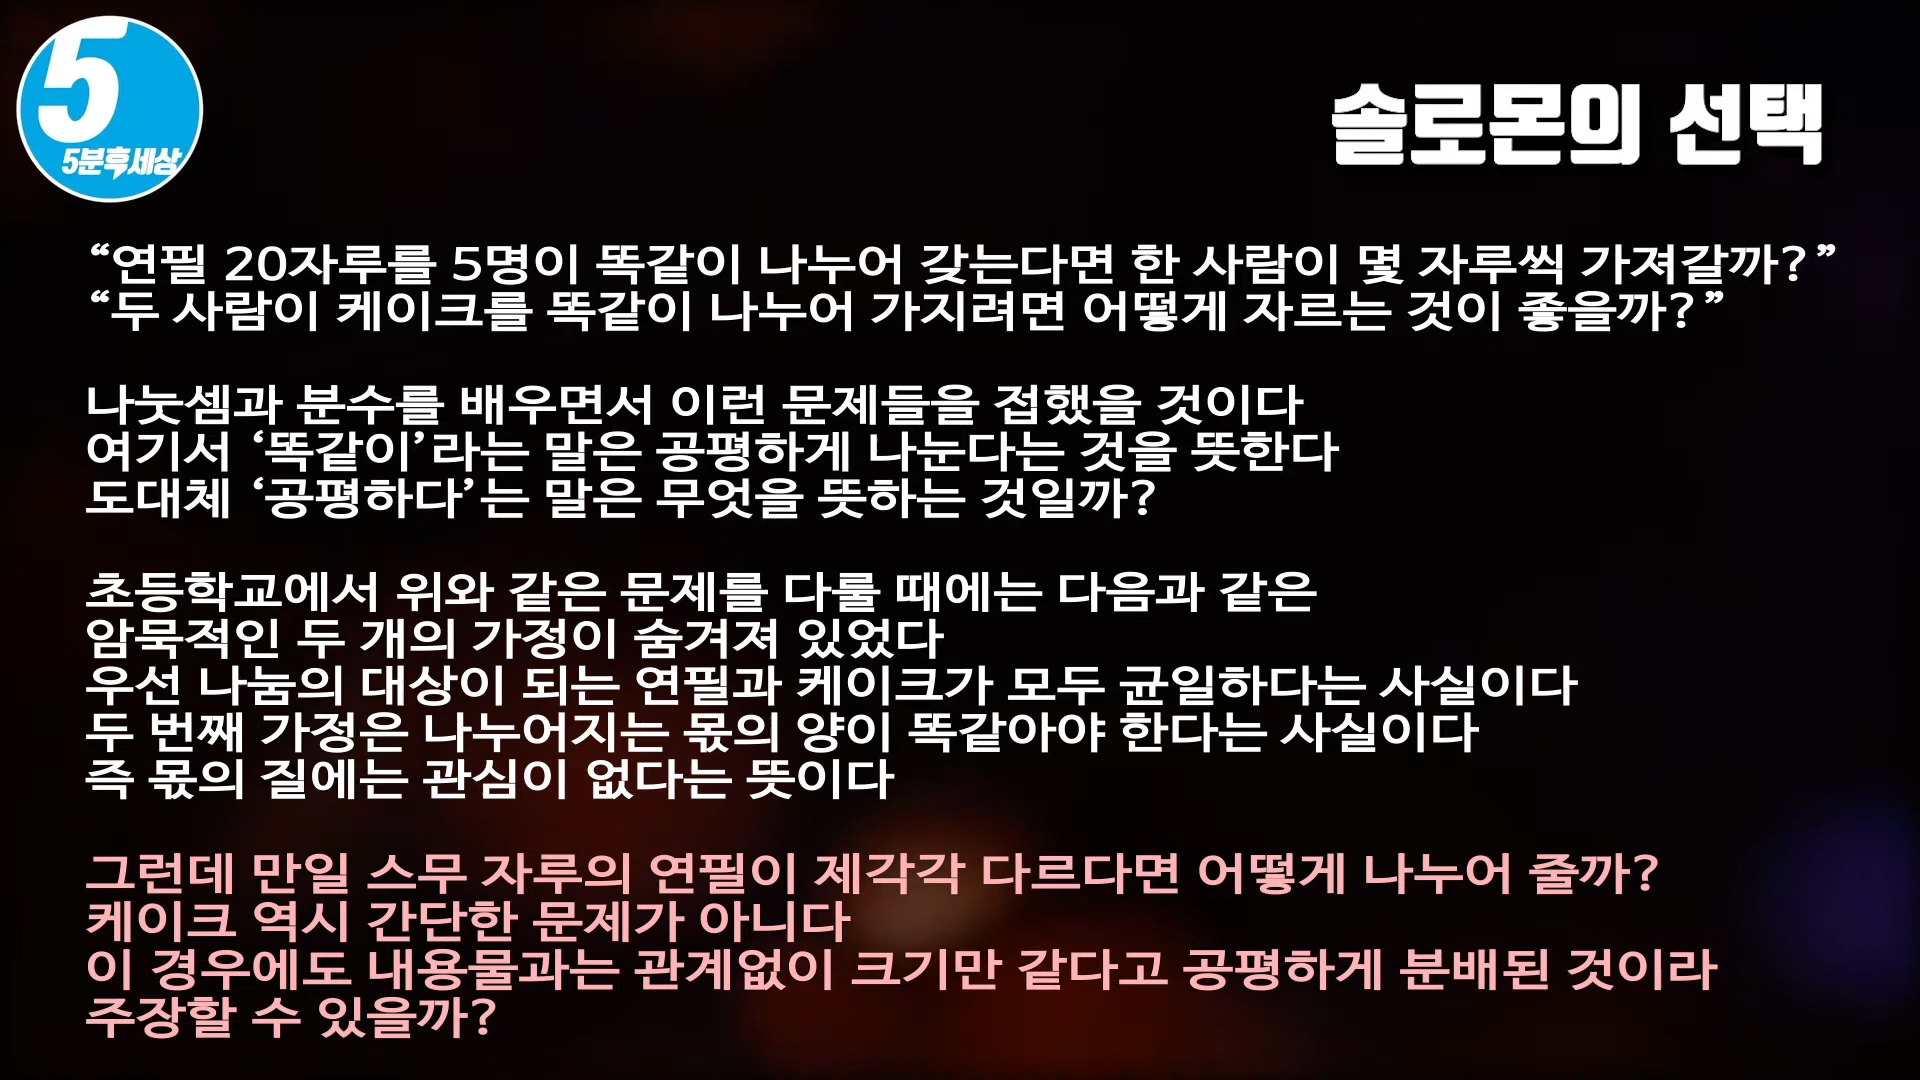 5
5분후세상
솔로몬의 선택
“연필 20자루를 5명이 똑같이 나누어 갖는다면 한 사람이 몇 자루씩 가져갈까?”
“두 사람이 케이크를 똑같이 나누어 가지려면 어떻게 자르는 것이 좋을까?”
나눗셈과 분수를 배우면서 이런 문제들을 접했을 것이다
여기서 ‘똑같이’라는 말은 공평하게 나눈다는 것을 뜻한다
도대체 ‘공평하다’는 말은 무엇을 뜻하는 것일까?
초등학교에서 위와 같은 문제를 다룰 때에는 다음과 같은
암묵적인 두 개의 가정이 숨겨져 있었다
우선 나눔의 대상이 되는 연필과 케이크가 모두 균일하다는 사실이다
두 번째 가정은 나누어지는 몫의 양이 똑같아야 한다는 사실이다
즉 몫의 질에는 관심이 없다는 뜻이다
그런데 만일 스무 자루의 연필이 제각각 다르다면 어떻게 나누어 줄까?
케이크 역시 간단한 문제가 아니다
이 경우에도 내용물과는 관계없이 크기만 같다고 공평하게 분배된 것이라
주장할 수 있을까?